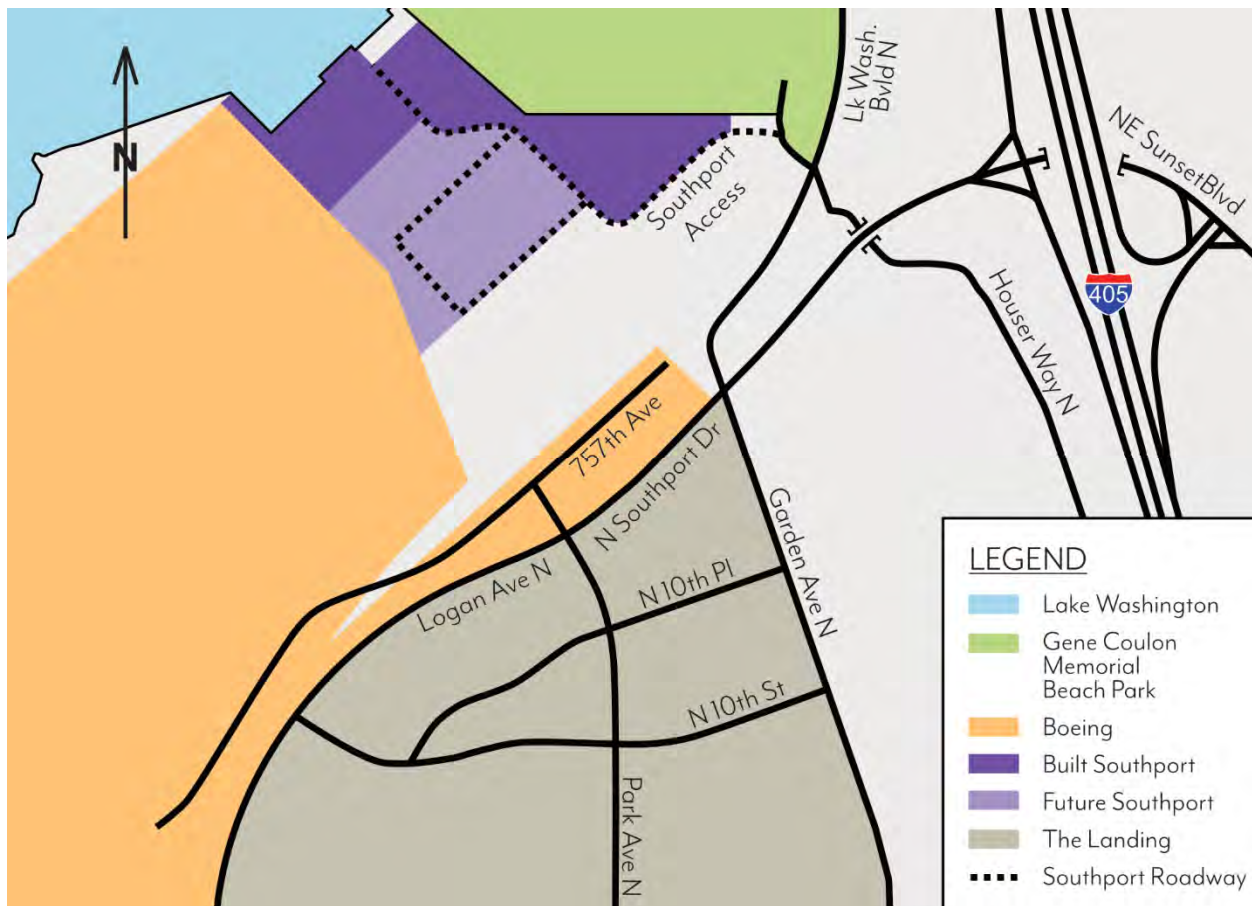 N
Lk Wash.
Bvld N
NE SunsetBlvd
Southport
Access
405
Houser Way N
757th Ave
N Southport Dr
Logan Ave N
Garden Ave N
N 10th Pl
N 10th St
Park Ave N
LEGEND
Lake Washington
Gene Coulon
Memorial
Beach Park
Boeing
Built Southport
Future Southport
The Landing
Southport Roadway